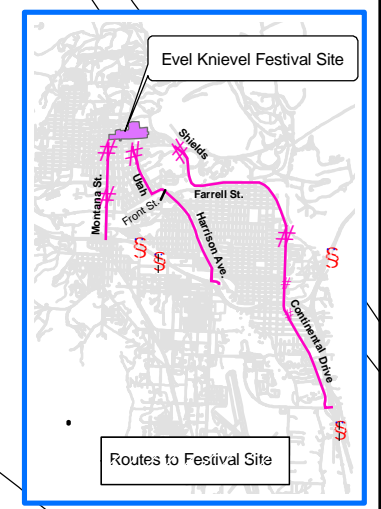 Evel Knievel Festival Site
Shields
Utah
Farrell St.
Montana St.
Front St.
Harrison Ave.
§
§
§
Continental Drive
§
Routes to Festival Site